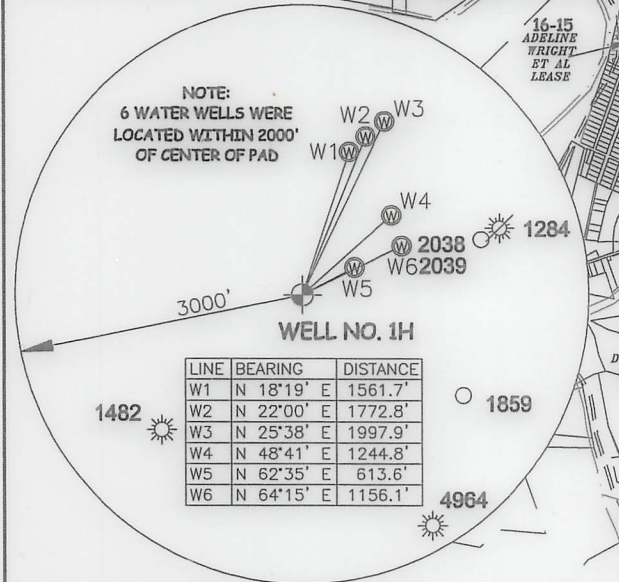 16-15
ADELINE
WRIGHT
ET AL
LEASE
NOTE:
6 WATER WELLS WERE
LOCATED WITHIN 2000'
OF CENTER OF PAD
W2
W3
W1
W4
1284
2038
W6 2039
W5
3000'
WELL NO. 1H
LINE BEARING DISTANCE
W1 N 18°19' E 1561.7'
W2 N 22°00' E 1772.8'
W3 N 25°38' E 1997.9'
W4 N 48°41' E 1244.8'
W5 N 62°35' E 613.6'
W6 N 64°15' E 1156.1'
1482
1859
4964
W
W
W
W
W
W
D